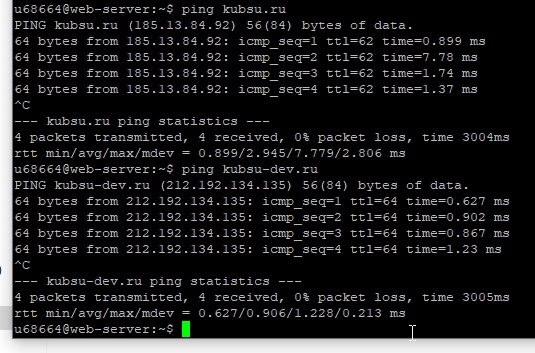 u68664@web-server:~$ ping kubsu.ru
PING kubsu.ru (185.13.84.92) 56(84) bytes of data.
64 bytes from 185.13.84.92: icmp_seq=1 ttl=62 time=0.899 ms
64 bytes from 185.13.84.92: icmp_seq=2 ttl=62 time=7.78 ms
64 bytes from 185.13.84.92: icmp_seq=3 ttl=62 time=1.74 ms
64 bytes from 185.13.84.92: icmp_seq=4 ttl=62 time=1.37 ms
^C
--- kubsu.ru ping statistics ---
4 packets transmitted, 4 received, 0% packet loss, time 3004ms
rtt min/avg/max/mdev = 0.899/2.945/7.779/2.806 ms
u68664@web-server:~$ ping kubsu-dev.ru
PING kubsu-dev.ru (212.192.134.135) 56(84) bytes of data.
64 bytes from 212.192.134.135: icmp_seq=1 ttl=64 time=0.627 ms
64 bytes from 212.192.134.135: icmp_seq=2 ttl=64 time=0.902 ms
64 bytes from 212.192.134.135: icmp_seq=3 ttl=64 time=0.867 ms
64 bytes from 212.192.134.135: icmp_seq=4 ttl=64 time=1.23 ms
^C
--- kubsu-dev.ru ping statistics ---
4 packets transmitted, 4 received, 0% packet loss, time 3005ms
rtt min/avg/max/mdev = 0.627/0.906/1.228/0.213 ms
u68664@web-server:~$